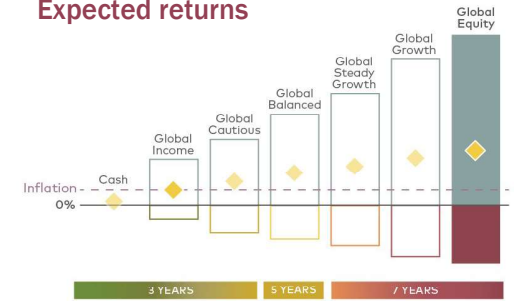 Expected returns
Global
Equity
Global
Growth
Global
Steady
Growth
Global
Balanced
Global
Cautious
Global
Income
Cash
Inflation
0%
3 YEARS
5 YEARS
7 YEARS